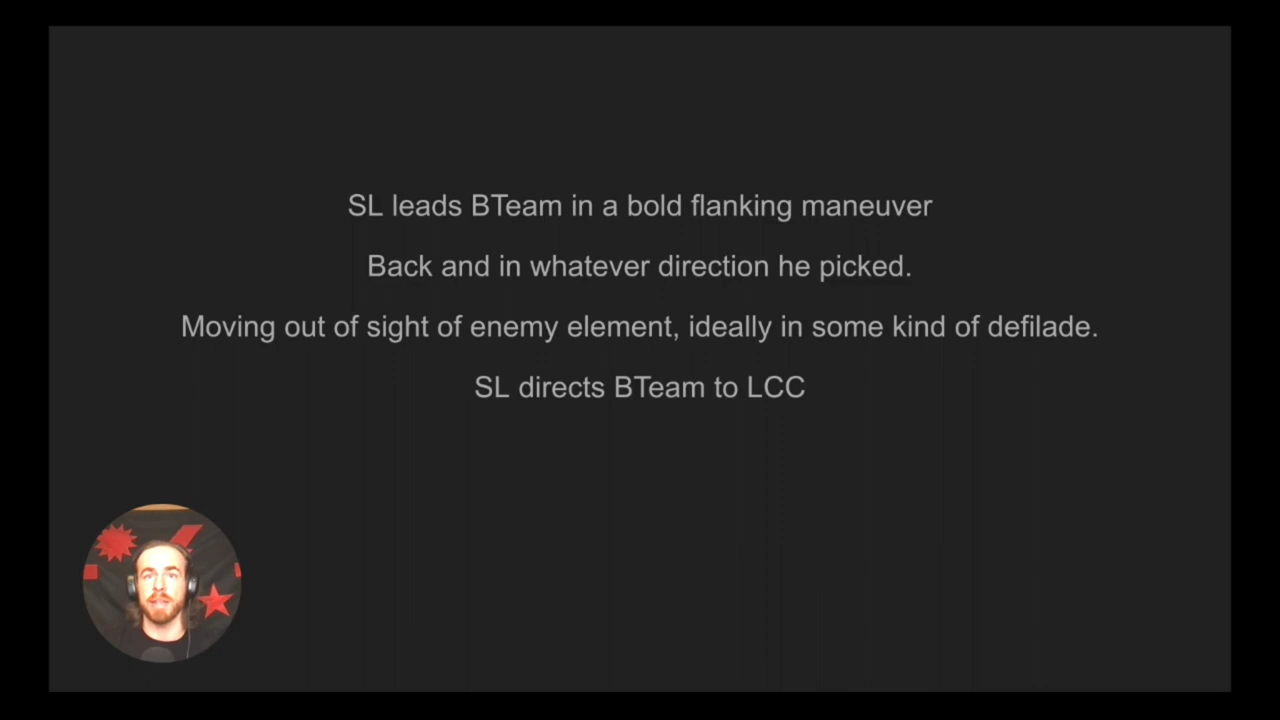 SL leads BTeam in a bold flanking maneuver
Back and in whatever direction he picked.
Moving out of sight of enemy element, ideally in some kind of defilade.
SL directs BTeam to LCC